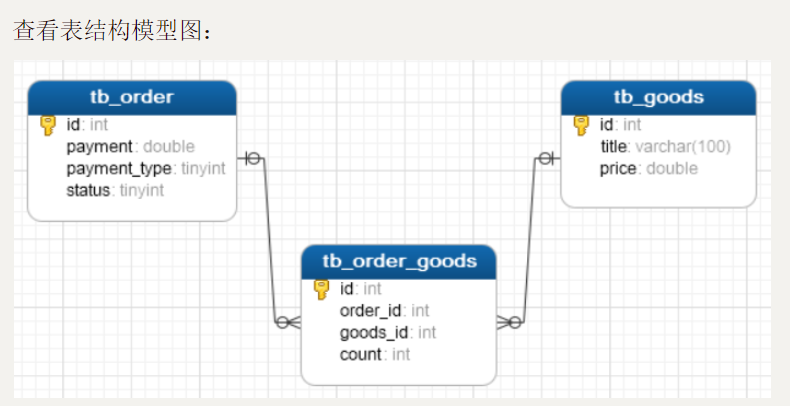 查看表结构模型图：
tb_order
id: int
payment: double
payment_type: tinyint
status: tinyint
tb_goods
id: int
title: varchar(100)
price: double
tb_order_goods
id: int
order_id: int
goods_id: int
count: int